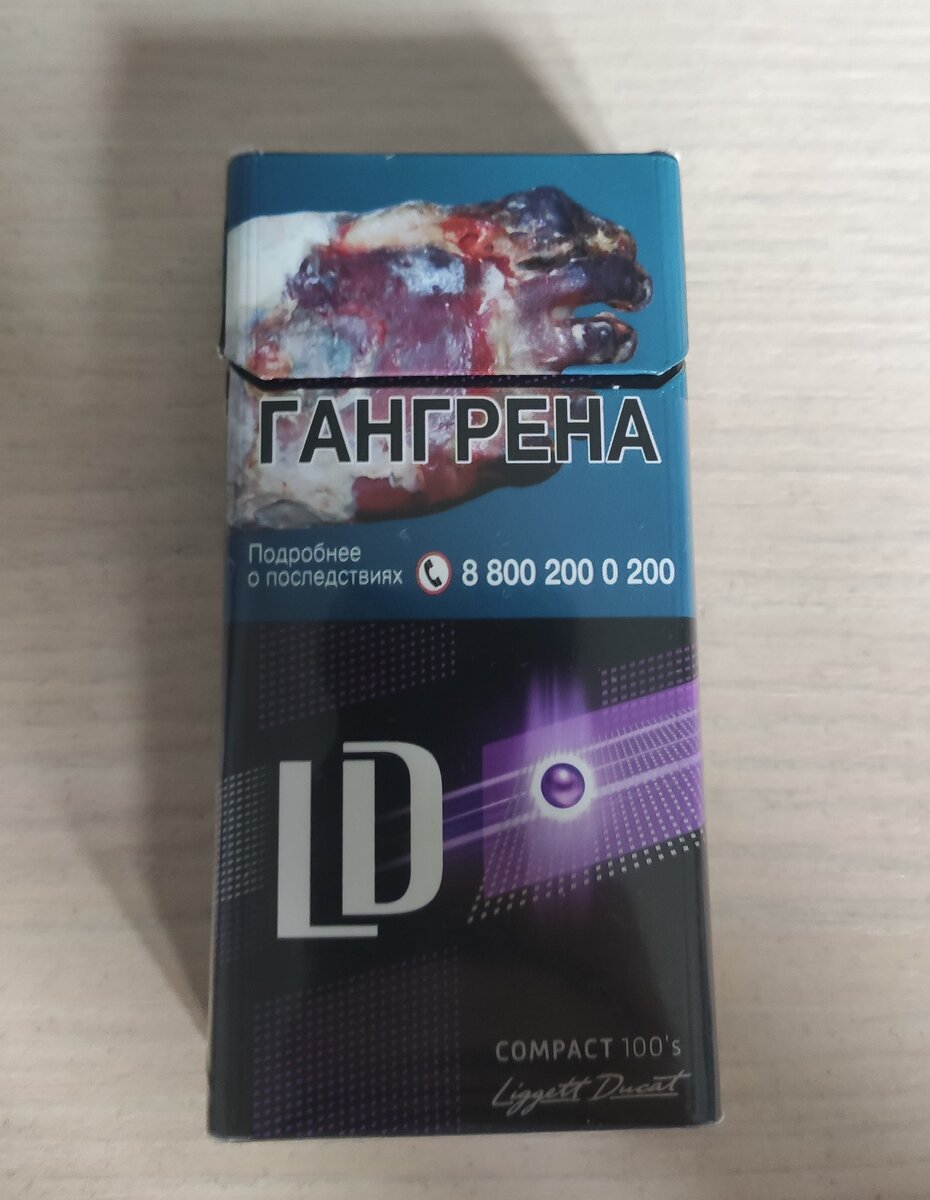 ГАНГРЕНА
Подробнее
о последствиях 8 800 200 0 200
LD
COMPACT 100's
Liggett Ducat